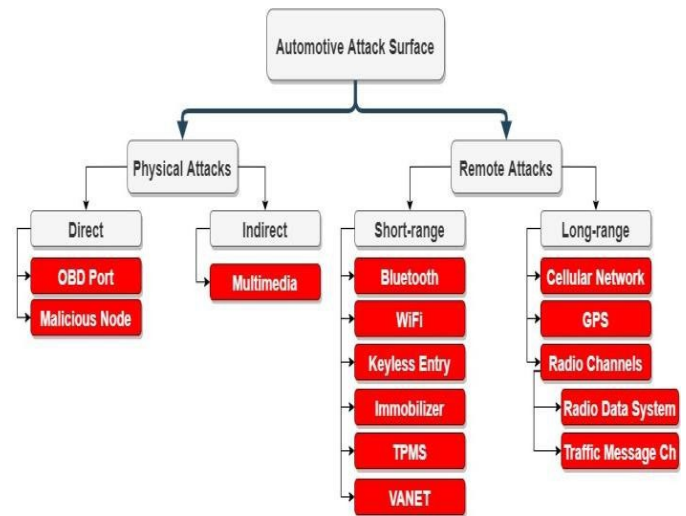 Automotive Attack Surface
Physical Attacks
Remote Attacks
Direct
Indirect
Short-range
Long-range
OBD Port
Malicious Node
Multimedia
Bluetooth
WiFi
Keyless Entry
Immobilizer
TPMS
VANET
Cellular Network
GPS
Radio Channels
Radio Data System
Traffic Message Ch